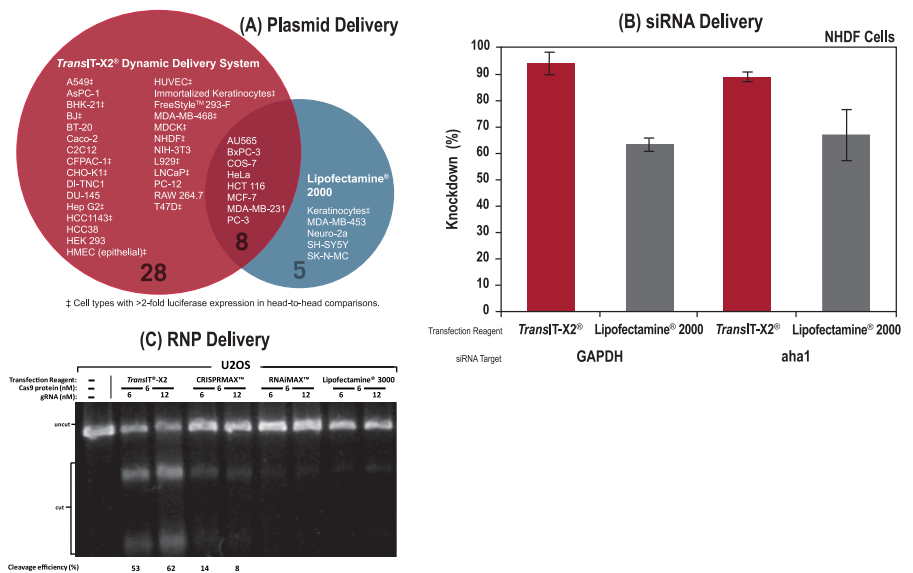 (A) Plasmid Delivery
TransIT-X2® Dynamic Delivery System
A549‡
AsPC-1
BHK-21‡
BJ‡
BT-20
Caco-2
C2C12
CFPAC-1‡
CHO-K1‡
DI-TNC1
DU-145
Hep G2‡
HCC1143‡
HCC38
HEK 293
HMEC (epithelial)‡
HUVEC‡
Immortalized Keratinocytes‡
FreeStyle™ 293-F
MDA-MB-468‡
MDCK‡
NHDF‡
NIH-3T3
L929‡
LNCaP‡
PC-12
RAW 264.7
T47D‡
28
AU565
BxPC-3
COS-7
HeLa
HCT 116
MCF-7
MDA-MB-231
PC-3
8
Lipofectamine®
2000
Keratinocytes‡
MDA-MB-453
Neuro-2a
SH-SY5Y
SK-N-MC
5
‡ Cell types with >2-fold luciferase expression in head-to-head comparisons.
(B) siRNA Delivery
NHDF Cells
Knockdown (%)
100
90
80
70
60
50
40
30
20
10
0
Transfection Reagent TransIT-X2® Lipofectamine® 2000 TransIT-X2® Lipofectamine® 2000
siRNA Target GAPDH aha1
(C) RNP Delivery
U2OS
Transfection Reagent: – TransIT®-X2 CRISPRMAX™ RNAiMAX™ Lipofectamine® 3000
Cas9 protein (nM): – 6 6 6 6
gRNA (nM): – 6 12 6 12 6 12 6 12
uncut
cut
Cleavage efficiency (%) 53 62 14 8